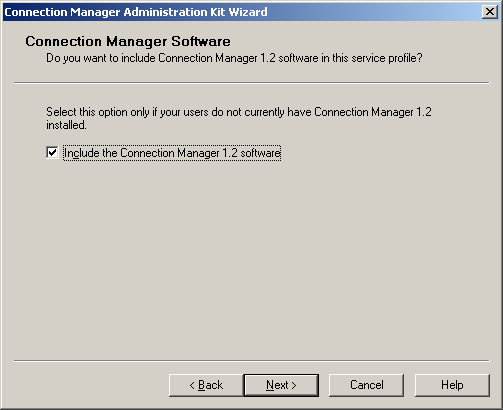 Connection Manager Administration Kit Wizard
Connection Manager Software
Do you want to include Connection Manager 1.2 software in this service profile?
Select this option only if your users do not currently have Connection Manager 1.2
installed.
Include the Connection Manager 1.2 software
< Back Next > Cancel Help